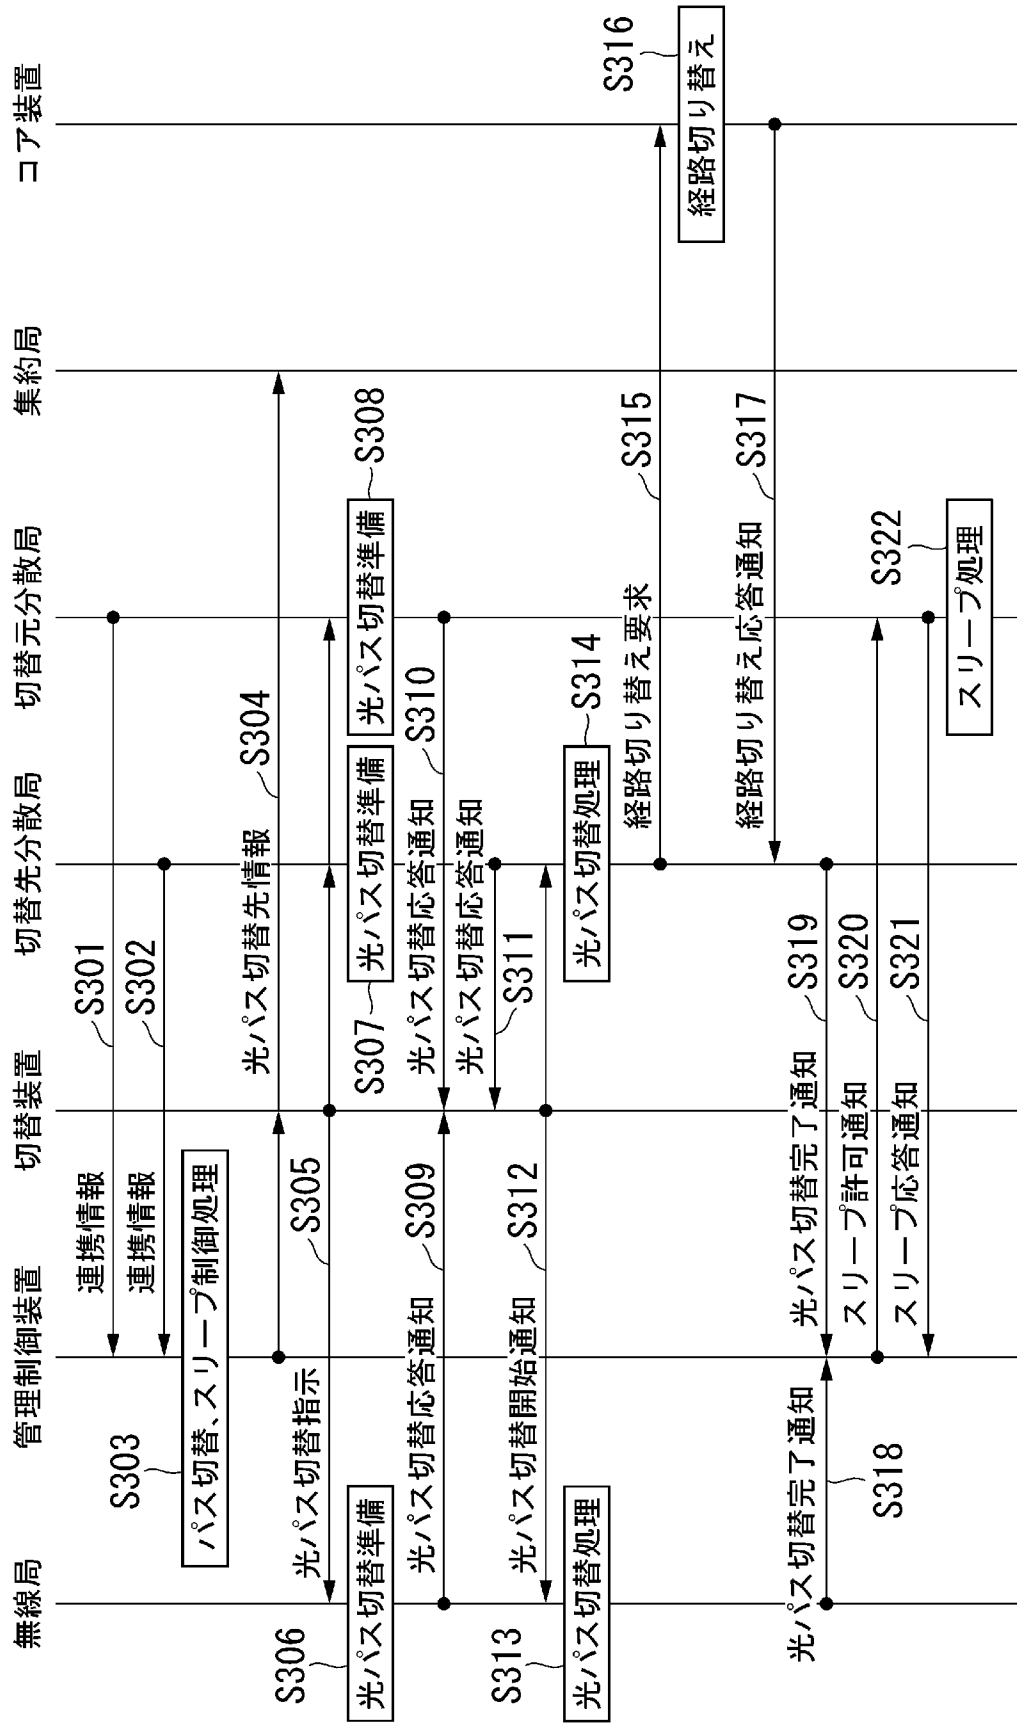 無線局
管理制御装置
切替装置
切替先分散局
切替元分散局
集約局
コア装置
連携情報
S301
連携情報
S302
S303
パス切替、スリープ制御処理
光パス切替先情報
S304
光パス切替指示
S305
S306
光パス切替準備
S307
光パス切替準備
光パス切替準備
S308
光パス切替応答通知
S309
光パス切替応答通知
S310
光パス切替応答通知
S311
光パス切替開始通知
S312
S313
光パス切替処理
光パス切替処理
S314
経路切り替え要求
S315
S316
経路切り替え
経路切り替え応答通知
S317
光パス切替完了通知
S318
光パス切替完了通知
S319
スリープ許可通知
S320
スリープ応答通知
S321
S322
スリープ処理